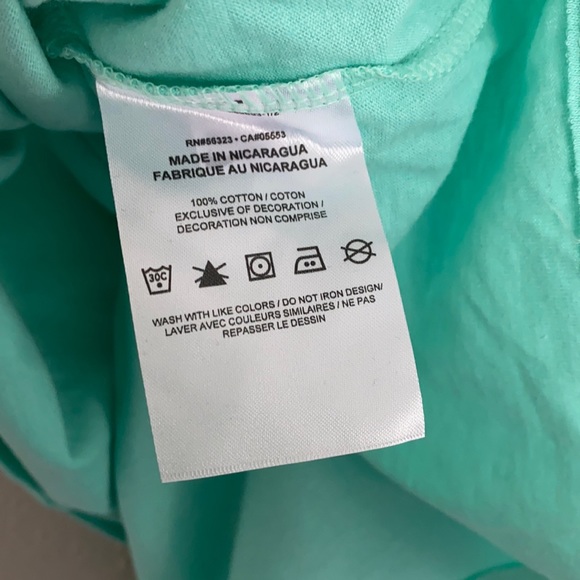 RN#56323 • CA#05553
MADE IN NICARAGUA
FABRIQUE AU NICARAGUA
100% COTTON / COTON
EXCLUSIVE OF DECORATION /
DECORATION NON COMPRISE
30C
WASH WITH LIKE COLORS / DO NOT IRON DESIGN/
LAVER AVEC COULEURS SIMILAIRES / NE PAS
REPASSER LE DESSIN